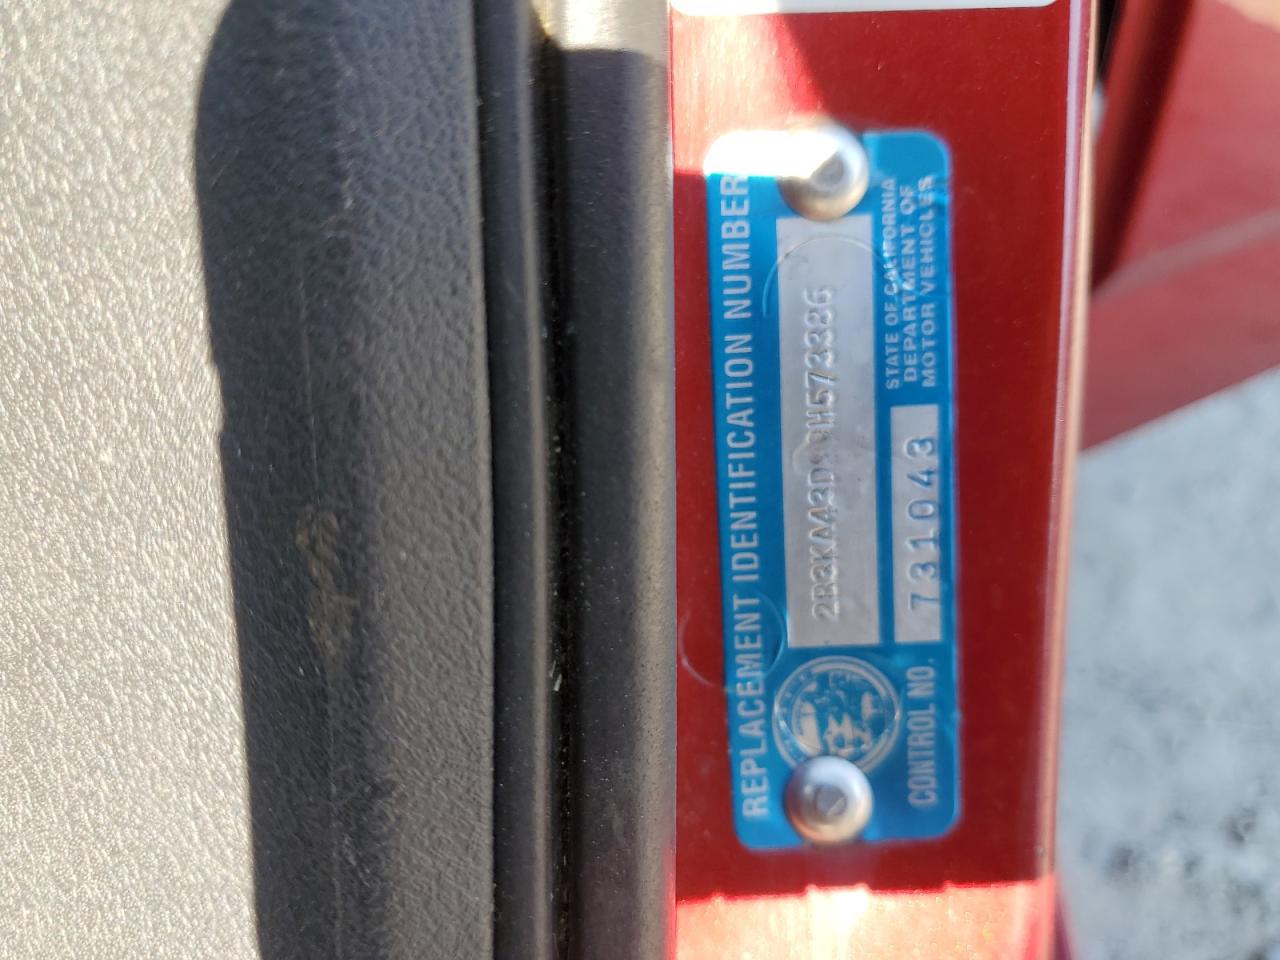 REPLACEMENT IDENTIFICATION NUMBER
STATE OF CALIFORNIA
DEPARTMENT OF
MOTOR VEHICLES
CONTROL NO. 731043